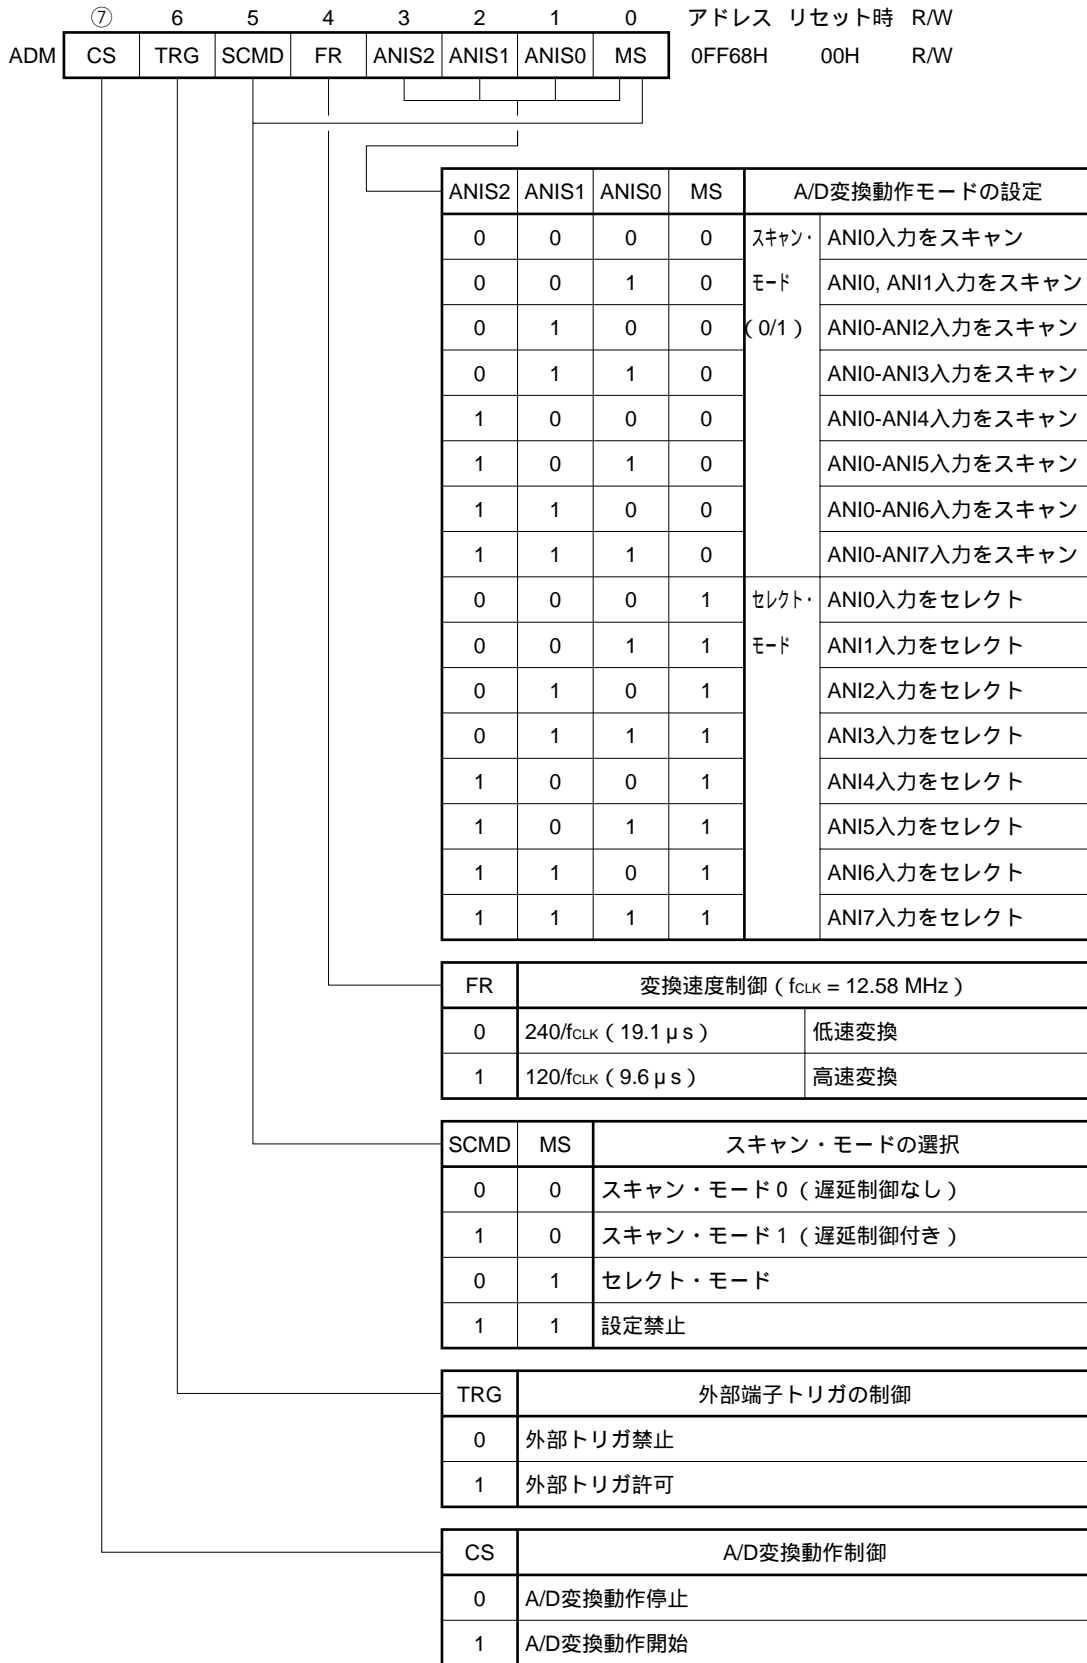 ⑦ 6 5 4 3 2 1 0 アドレス リセット時 R/W
ADM CS TRG SCMD FR ANIS2 ANIS1 ANIS0 MS 0FF68H 00H R/W
ANIS2 ANIS1 ANIS0 MS A/D変換動作モードの設定
0 0 0 0 スキャン・ ANI0入力をスキャン
0 0 1 0 モード ANI0, ANI1入力をスキャン
0 1 0 0 (0/1) ANI0-ANI2入力をスキャン
0 1 1 0 ANI0-ANI3入力をスキャン
1 0 0 0 ANI0-ANI4入力をスキャン
1 0 1 0 ANI0-ANI5入力をスキャン
1 1 0 0 ANI0-ANI6入力をスキャン
1 1 1 0 ANI0-ANI7入力をスキャン
0 0 0 1 セレクト・ ANI0入力をセレクト
0 0 1 1 モード ANI1入力をセレクト
0 1 0 1 ANI2入力をセレクト
0 1 1 1 ANI3入力をセレクト
1 0 0 1 ANI4入力をセレクト
1 0 1 1 ANI5入力をセレクト
1 1 0 1 ANI6入力をセレクト
1 1 1 1 ANI7入力をセレクト
FR 変換速度制御(fCLK = 12.58 MHz)
0 240/fCLK(19.1 μs) 低速変換
1 120/fCLK(9.6 μs) 高速変換
SCMD MS スキャン・モードの選択
0 0 スキャン・モード0(遅延制御なし)
1 0 スキャン・モード1(遅延制御付き)
0 1 セレクト・モード
1 1 設定禁止
TRG 外部端子トリガの制御
0 外部トリガ禁止
1 外部トリガ許可
CS A/D変換動作制御
0 A/D変換動作停止
1 A/D変換動作開始